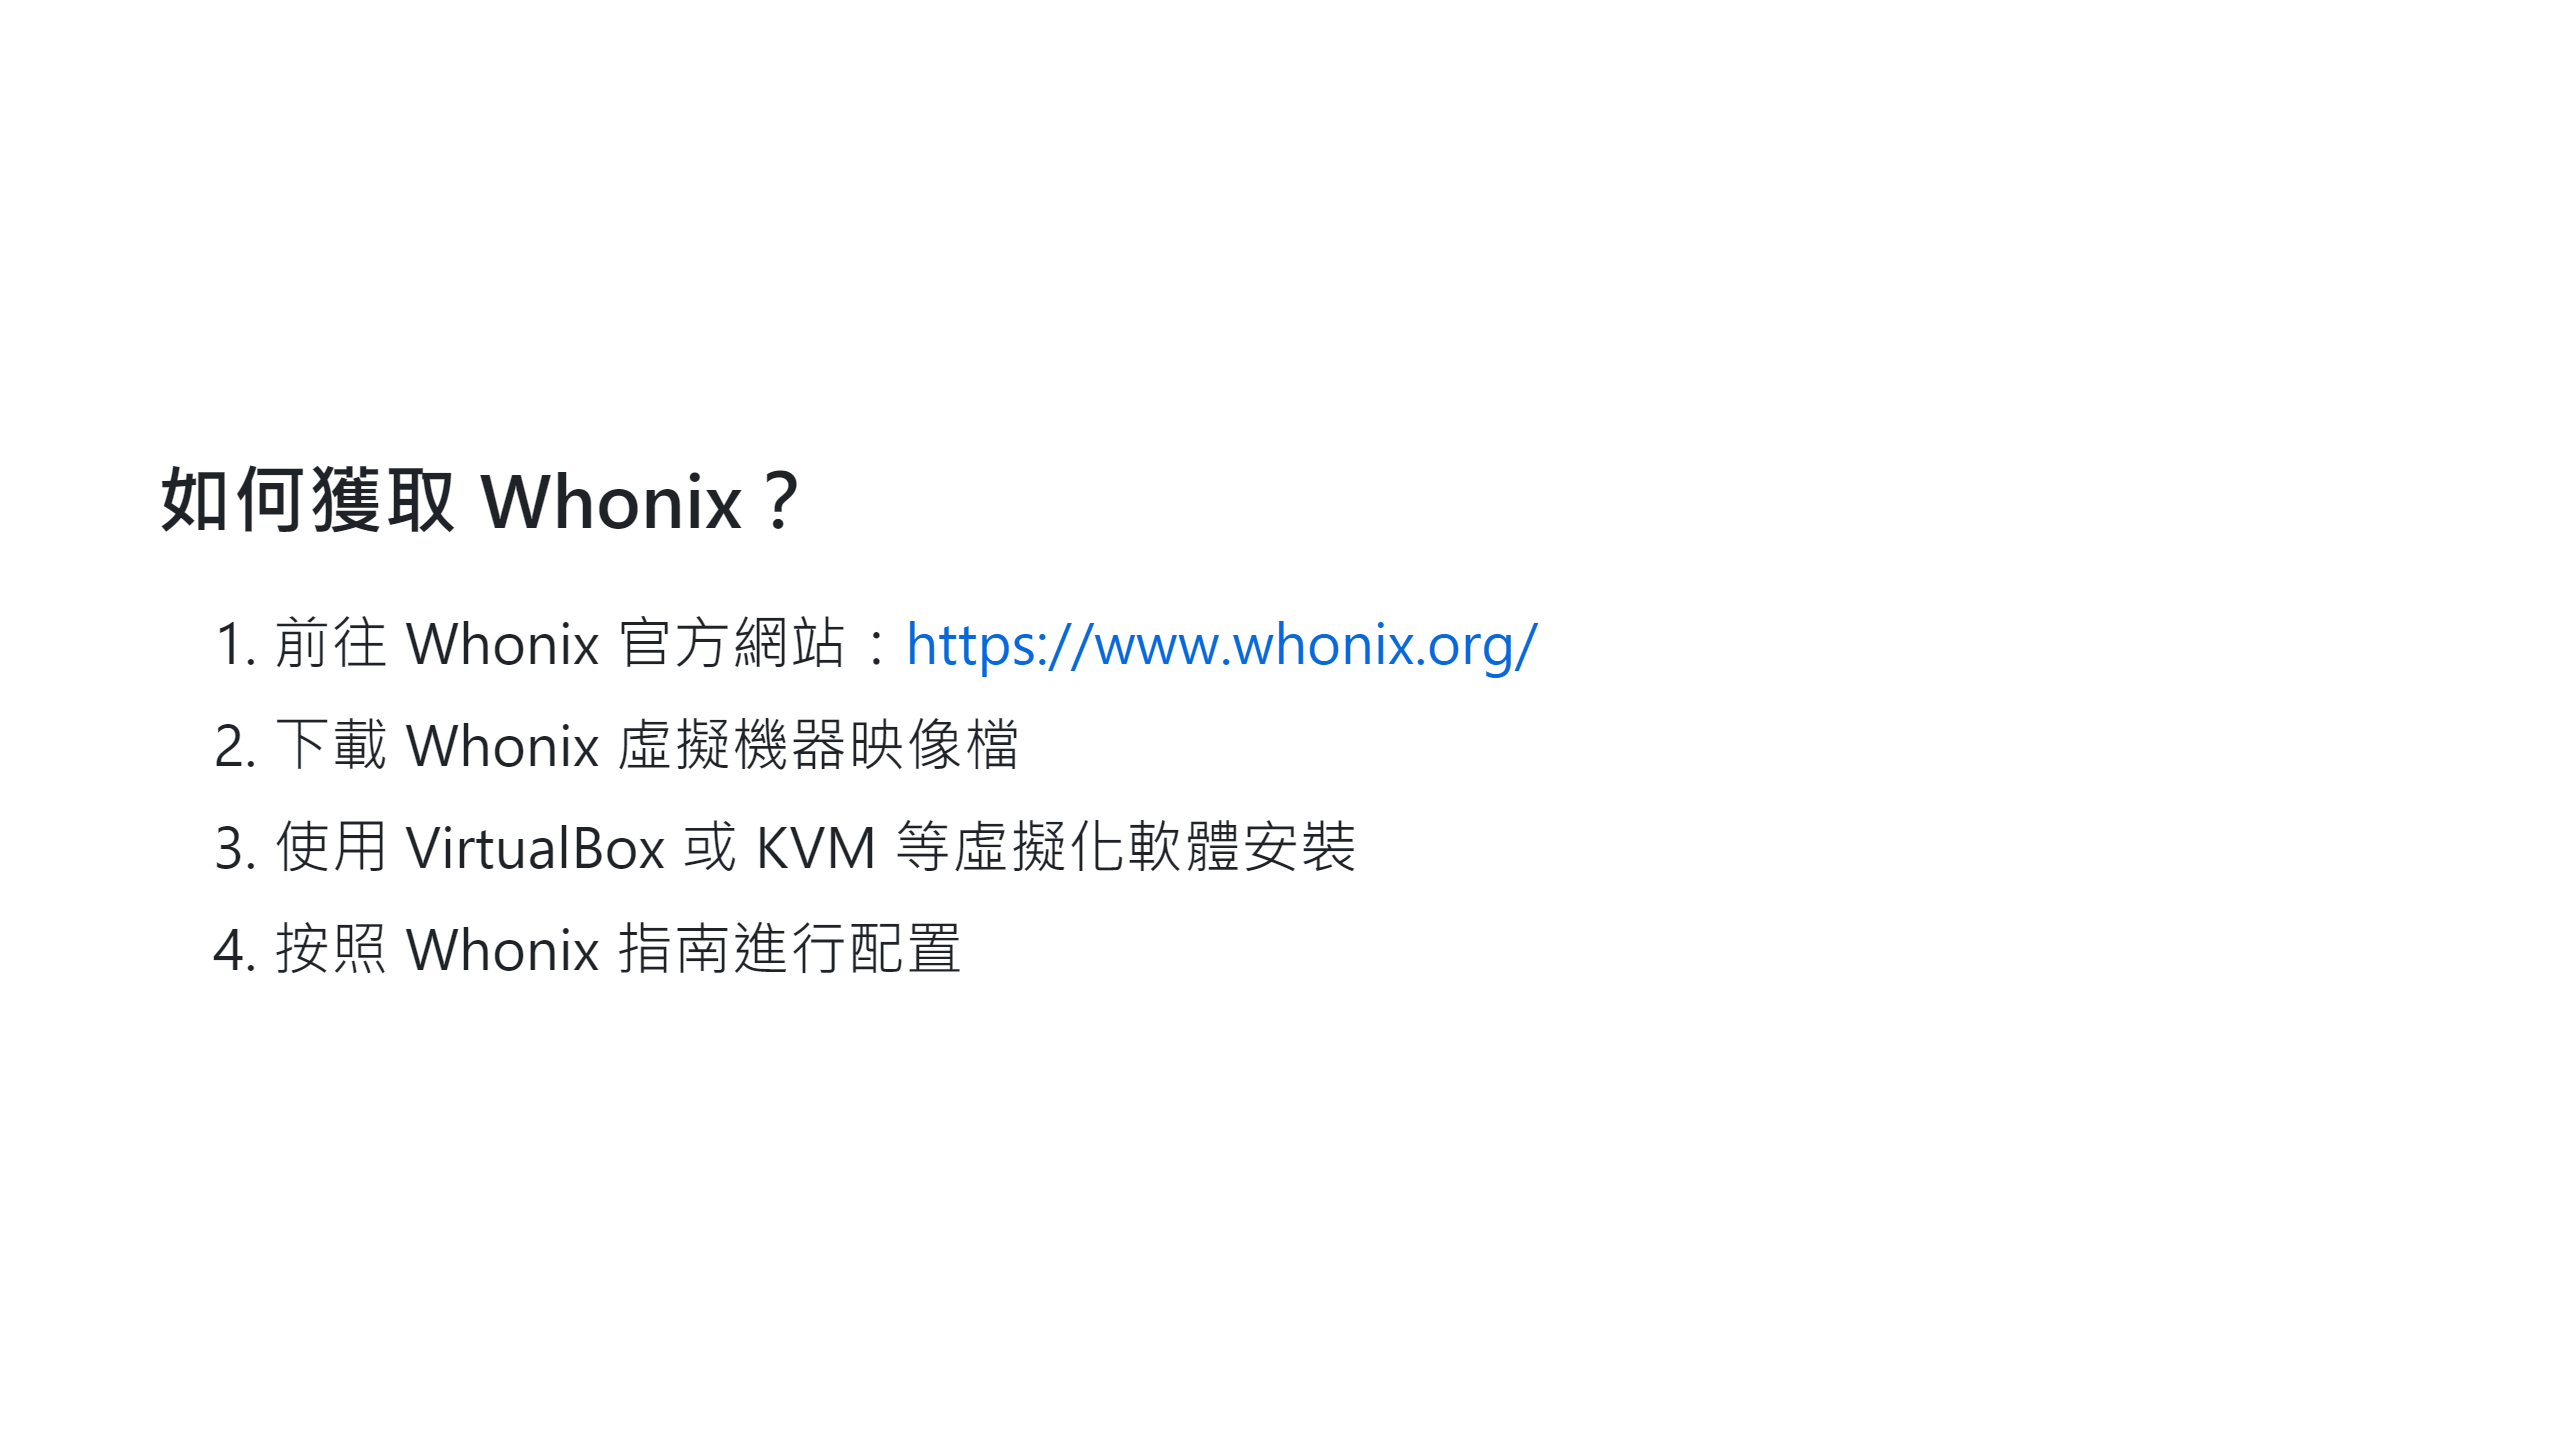 如何獲取 Whonix？
1. 前往 Whonix 官方網站：https://www.whonix.org/
2. 下載 Whonix 虛擬機器映像檔
3. 使用 VirtualBox 或 KVM 等虛擬化軟體安裝
4. 按照 Whonix 指南進行配置